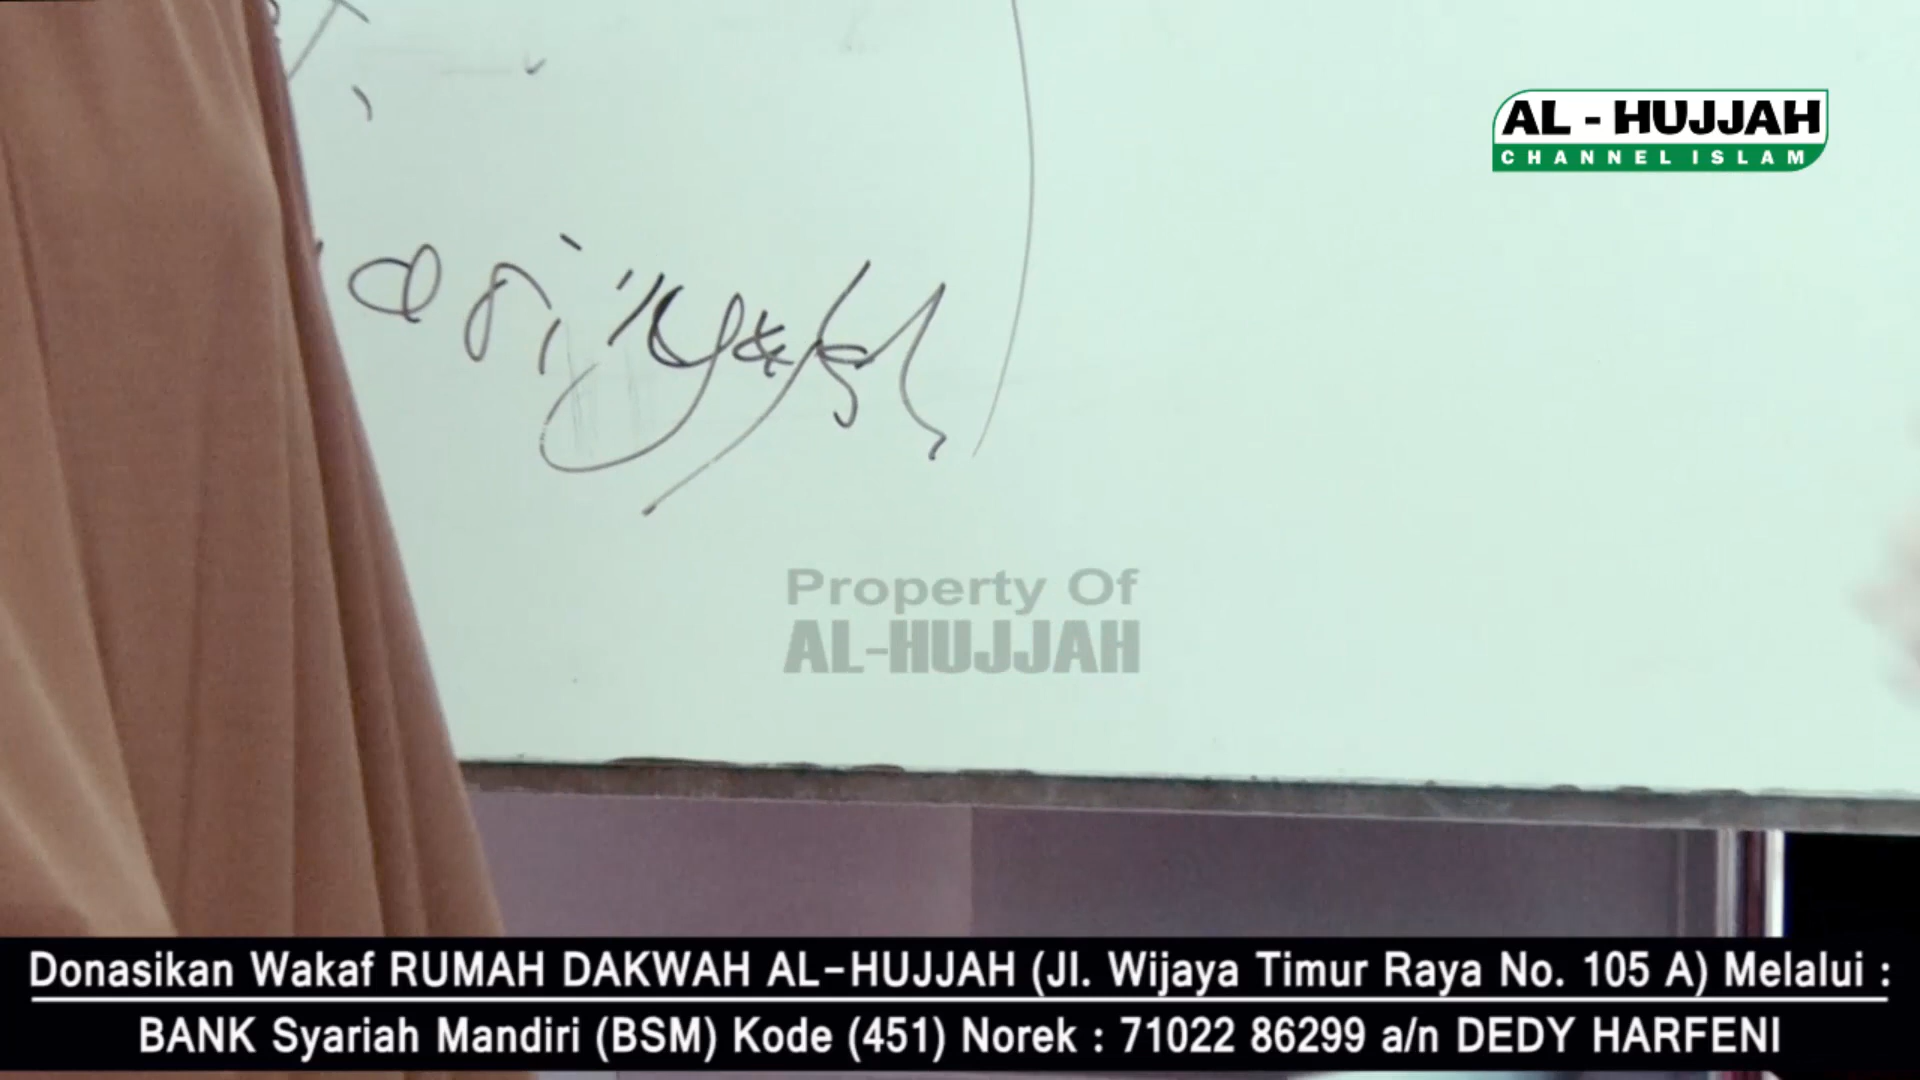 AL - HUJJAH
CHANNEL ISLAM
Property Of
AL-HUJJAH
Donasikan Wakaf RUMAH DAKWAH AL-HUJJAH (Jl. Wijaya Timur Raya No. 105 A) Melalui :
BANK Syariah Mandiri (BSM) Kode (451) Norek : 71022 86299 a/n DEDY HARFENI